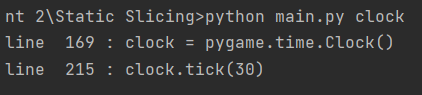 nt 2\Static Slicing>python main.py clock
line  169 : clock = pygame.time.Clock()
line  215 : clock.tick(30)